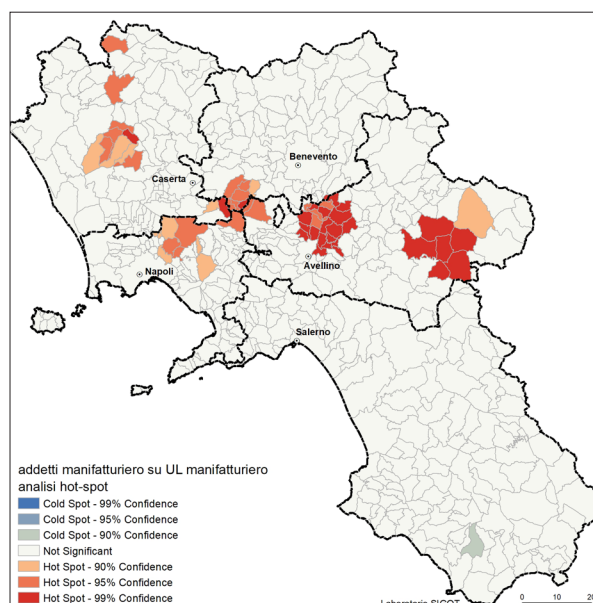 Benevento
Caserta
Avellino
Napoli
Salerno
addetti manifatturiero su UL manifatturiero
analisi hot-spot
Cold Spot - 99% Confidence
Cold Spot - 95% Confidence
Cold Spot - 90% Confidence
Not Significant
Hot Spot - 90% Confidence
Hot Spot - 95% Confidence
Hot Spot - 99% Confidence
0 10